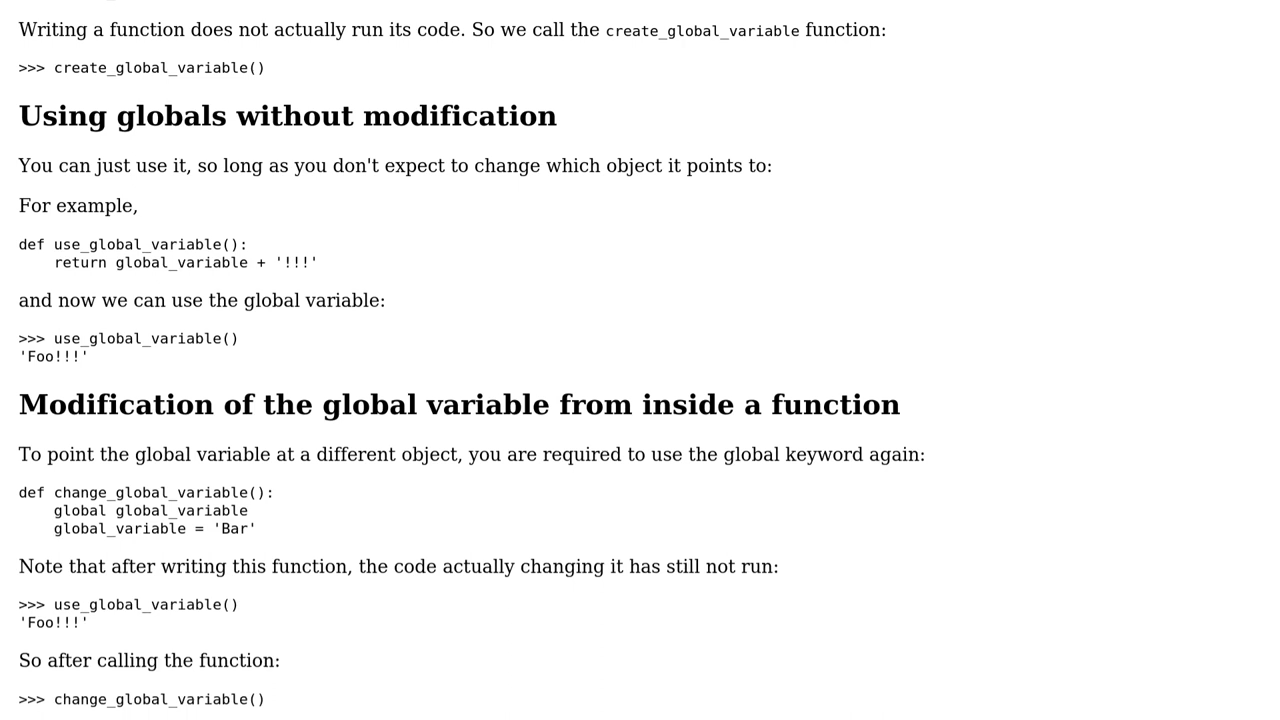 Writing a function does not actually run its code. So we call the create_global_variable function:
>>> create_global_variable()
Using globals without modification
You can just use it, so long as you don't expect to change which object it points to:
For example,
def use_global_variable():
    return global_variable + '!!!'
and now we can use the global variable:
>>> use_global_variable()
'Foo!!!'
Modification of the global variable from inside a function
To point the global variable at a different object, you are required to use the global keyword again:
def change_global_variable():
    global global_variable
    global_variable = 'Bar'
Note that after writing this function, the code actually changing it has still not run:
>>> use_global_variable()
'Foo!!!'
So after calling the function:
>>> change_global_variable()